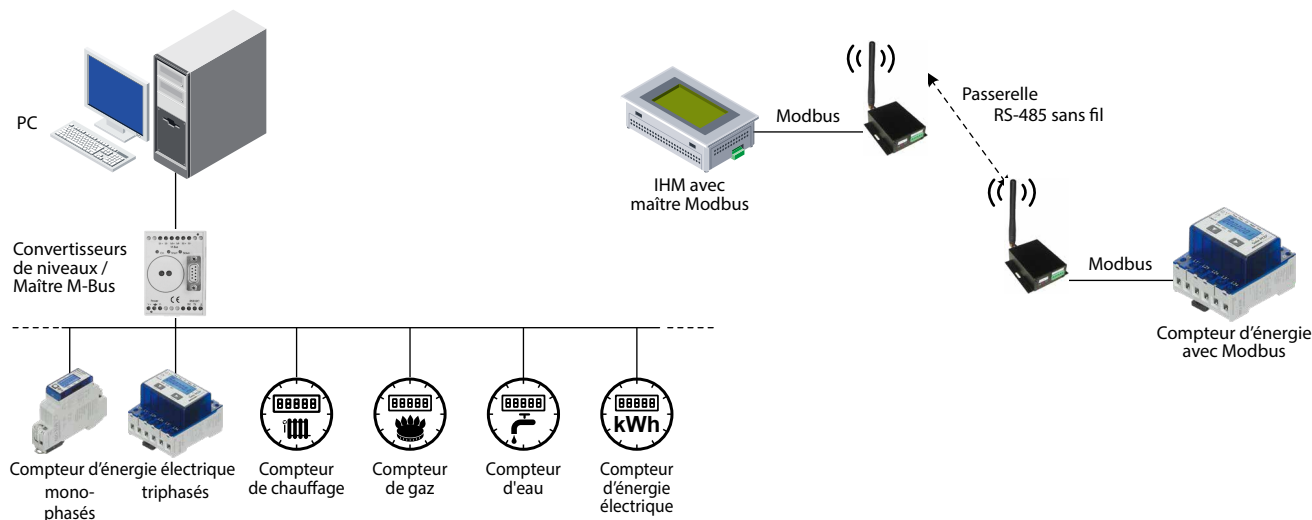 PC
Convertisseurs
de niveaux /
Maître M-Bus
Compteur d'énergie électrique
mono-
phasés
triphasés
Compteur
de chauffage
Compteur
de gaz
Compteur
d'eau
kWh
Compteur
d'énergie
électrique
IHM avec
maître Modbus
Modbus
Passerelle
RS-485 sans fil
Modbus
Compteur d'énergie
avec Modbus